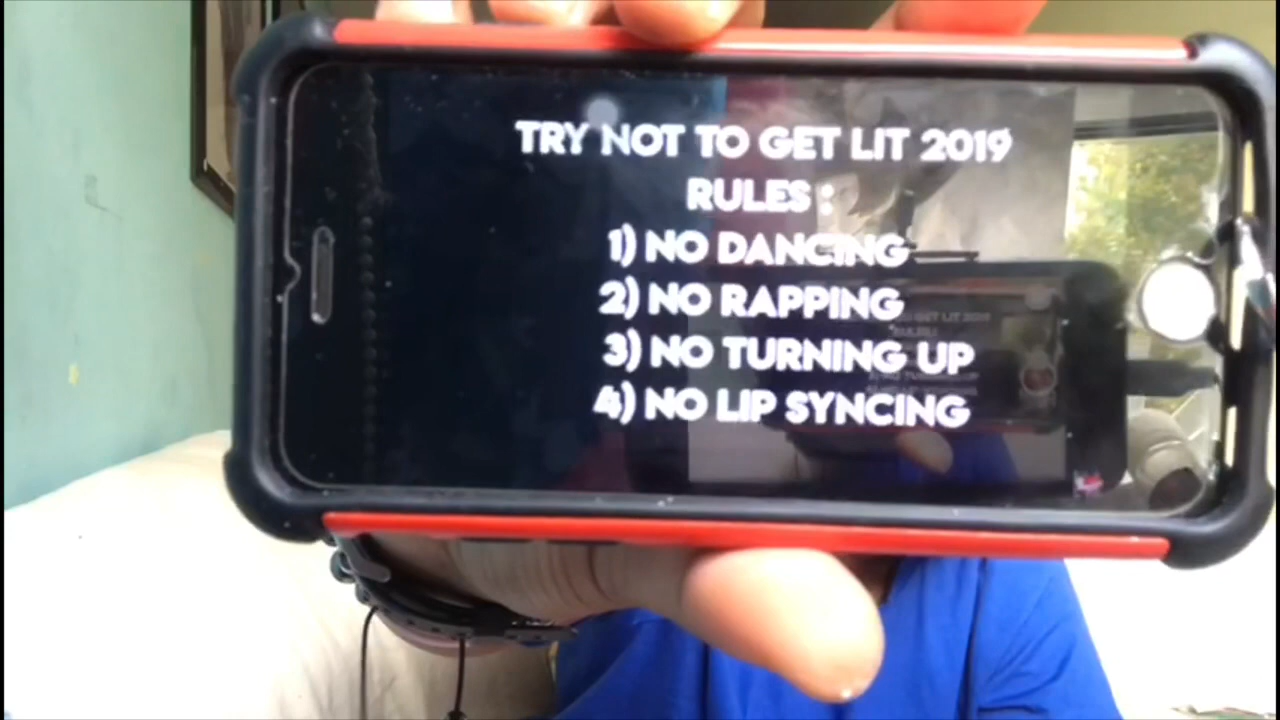 TRY NOT TO GET LIT 2019
RULES :
1) NO DANCING
2) NO RAPPING
3) NO TURNING UP
4) NO LIP SYNCING